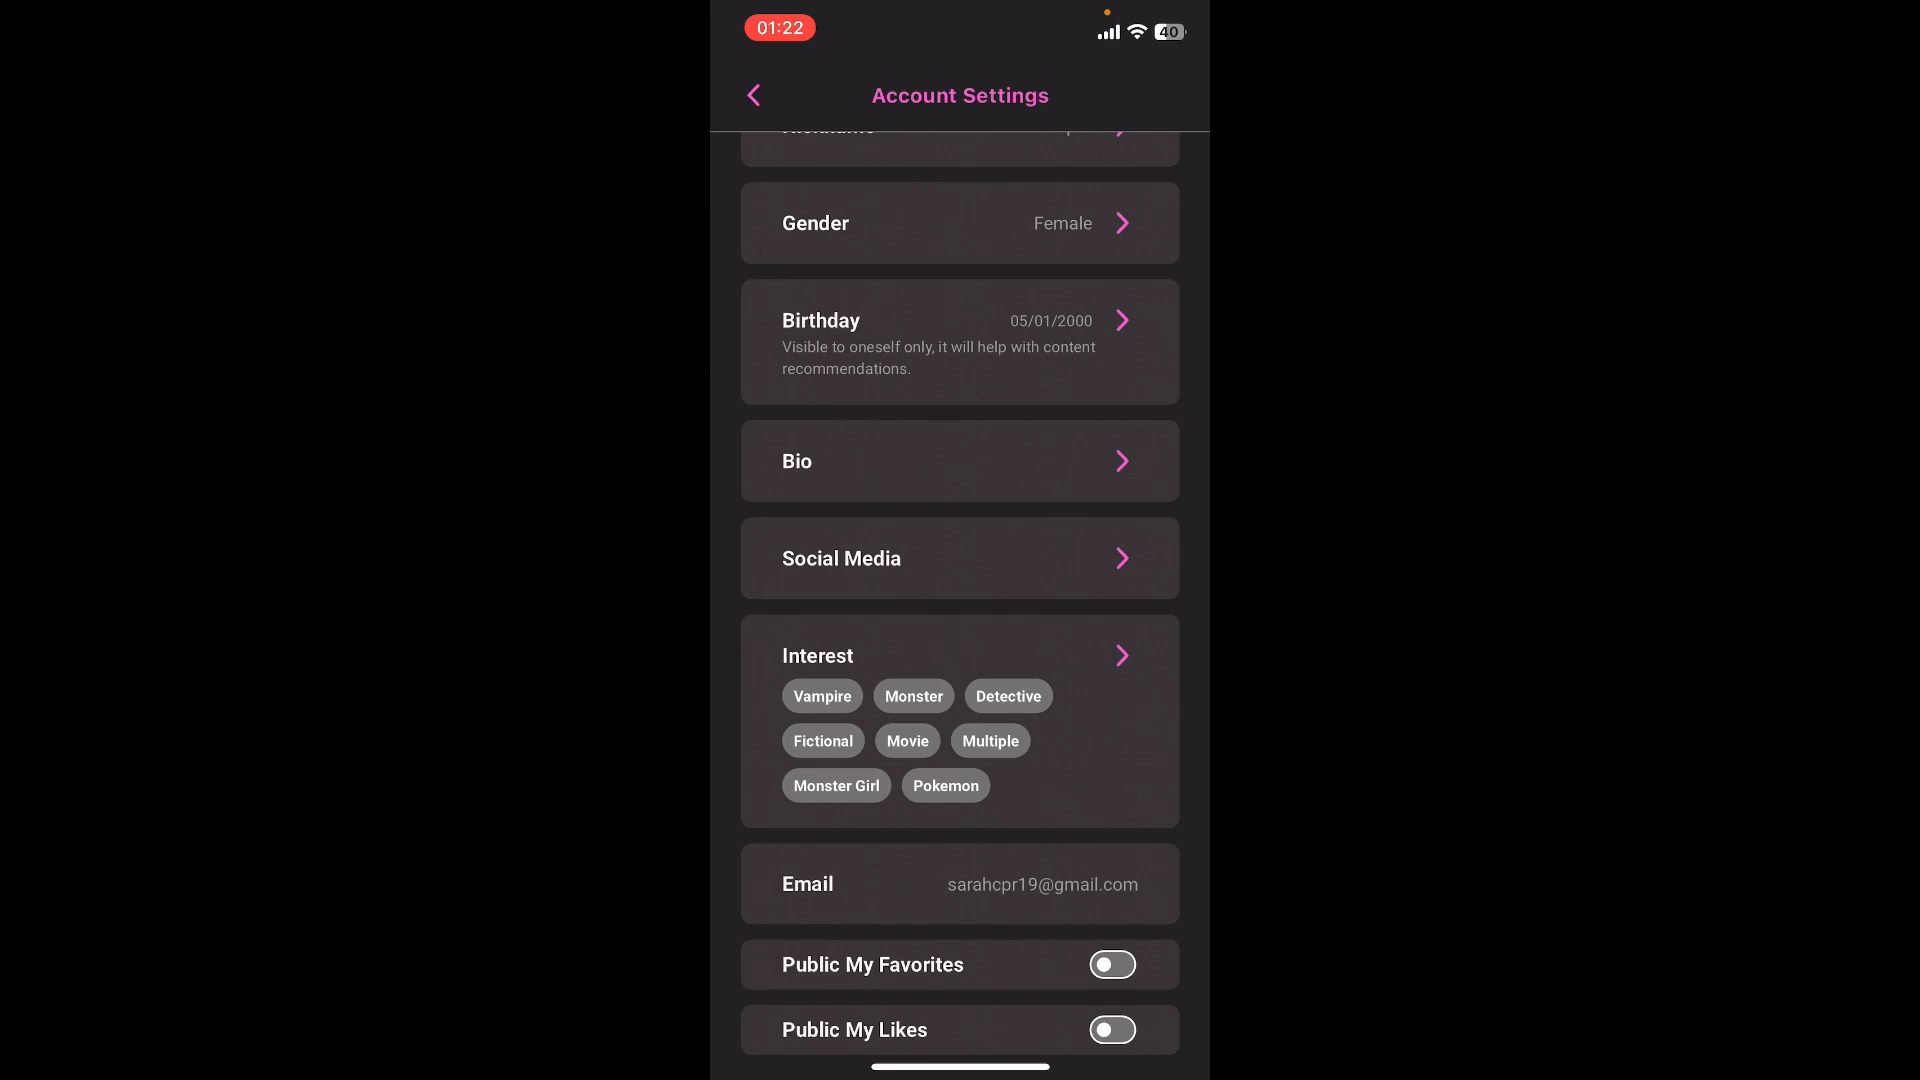 01:22
40
Account Settings
Gender Female
Birthday 05/01/2000
Visible to oneself only, it will help with content
recommendations.
Bio
Social Media
Interest
Vampire Monster Detective
Fictional Movie Multiple
Monster Girl Pokemon
Email sarahcpr19@gmail.com
Public My Favorites
Public My Likes